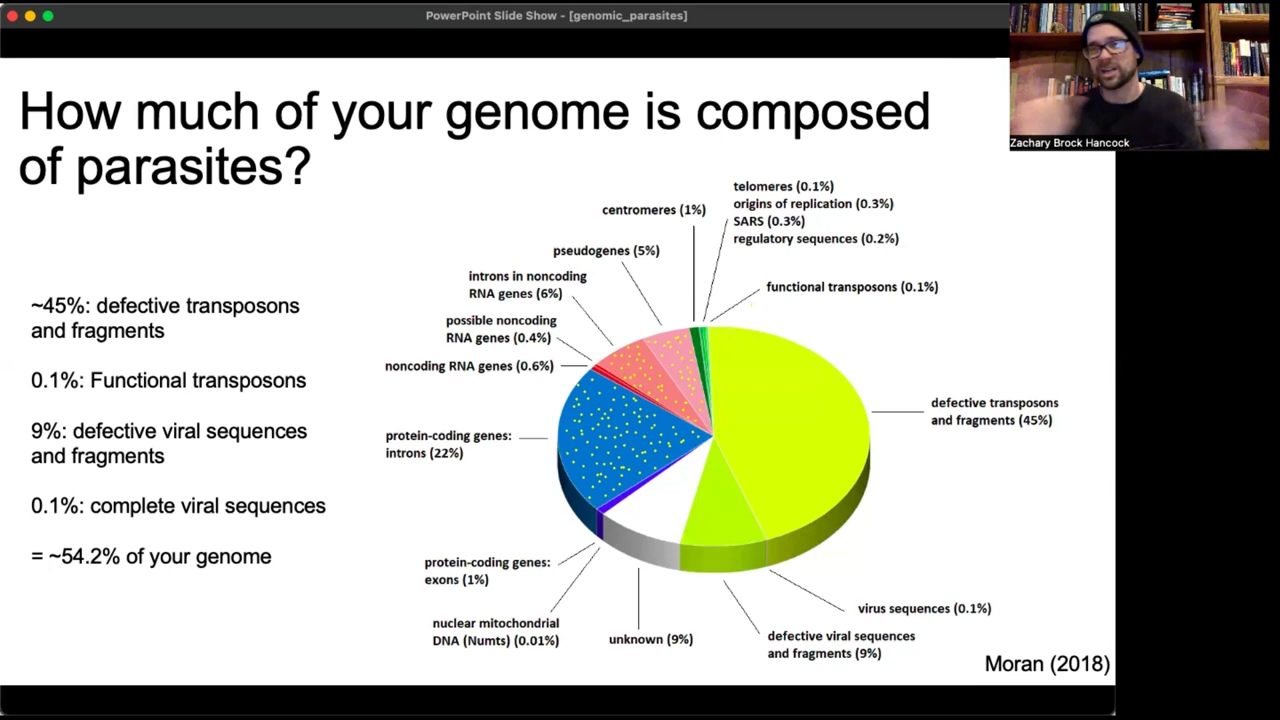 PowerPoint Slide Show - [genomic_parasites]
Zachary Brock Hancock
How much of your genome is composed
of parasites?
~45%: defective transposons
and fragments
0.1%: Functional transposons
9%: defective viral sequences
and fragments
0.1%: complete viral sequences
= ~54.2% of your genome
telomeres (0.1%)
origins of replication (0.3%)
SARS (0.3%)
regulatory sequences (0.2%)
centromeres (1%)
pseudogenes (5%)
introns in noncoding
RNA genes (6%)
functional transposons (0.1%)
possible noncoding
RNA genes (0.4%)
noncoding RNA genes (0.6%)
defective transposons
and fragments (45%)
protein-coding genes:
introns (22%)
protein-coding genes:
exons (1%)
nuclear mitochondrial
DNA (Numts) (0.01%)
unknown (9%)
virus sequences (0.1%)
defective viral sequences
and fragments (9%)
Moran (2018)